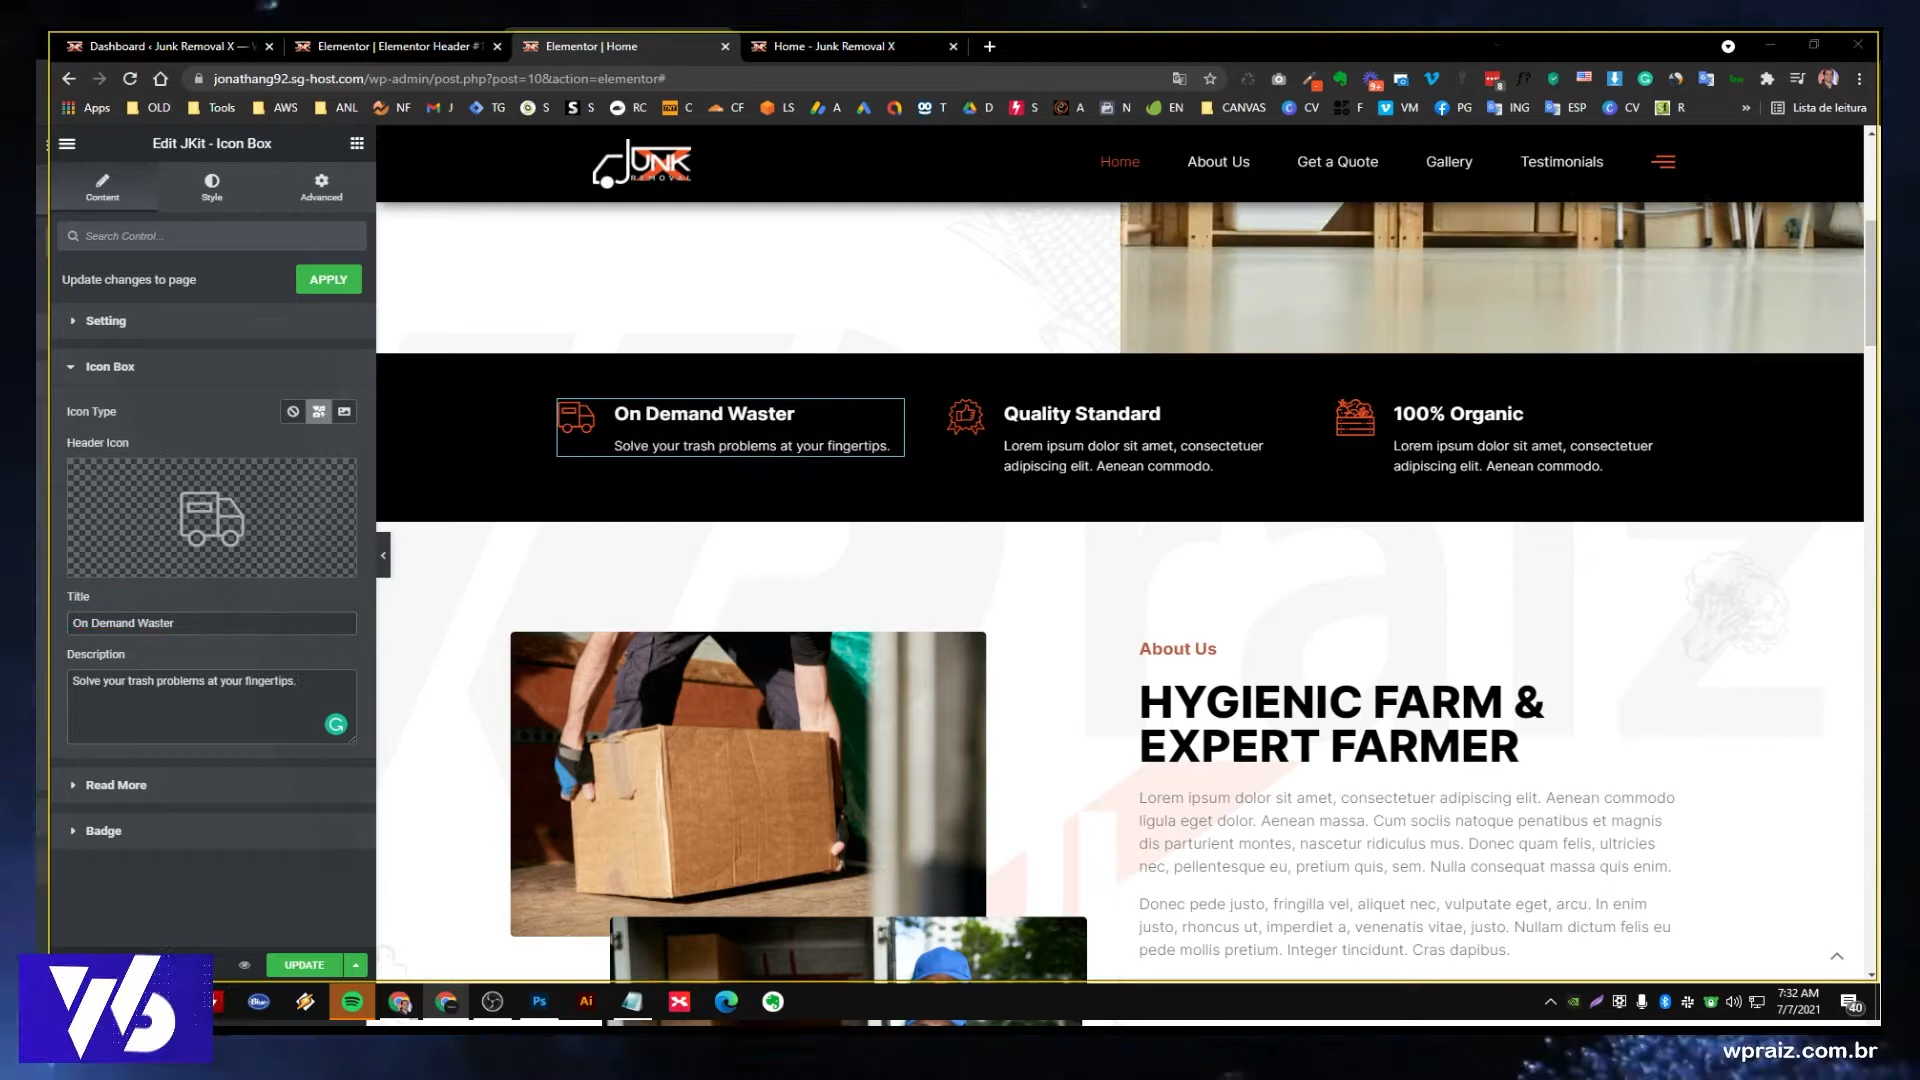 Dashboard ‹ Junk Removal X — W
Elementor | Elementor Header #1
Elementor | Home
Home - Junk Removal X
jonathang92.sg-host.com/wp-admin/post.php?post=10&action=elementor#
Apps
OLD
Tools
AWS
ANL
NF
J
TG
S
S
RC
C
CF
LS
A
A
T
D
S
A
N
EN
CANVAS
CV
F
VM
PG
ING
ESP
CV
R
»
Lista de leitura
Edit JKit - Icon Box
Content
Style
Advanced
Search Control...
Update changes to page
APPLY
Setting
Icon Box
Icon Type
Header Icon
Title
On Demand Waster
Description
Solve your trash problems at your fingertips.
Read More
Badge
UPDATE
JUNK
REMOVAL
Home
About Us
Get a Quote
Gallery
Testimonials
On Demand Waster
Solve your trash problems at your fingertips.
Quality Standard
Lorem ipsum dolor sit amet, consectetuer
adipiscing elit. Aenean commodo.
100% Organic
Lorem ipsum dolor sit amet, consectetuer
adipiscing elit. Aenean commodo.
About Us
HYGIENIC FARM &
EXPERT FARMER
Lorem ipsum dolor sit amet, consectetuer adipiscing elit. Aenean commodo
ligula eget dolor. Aenean massa. Cum sociis natoque penatibus et magnis
dis parturient montes, nascetur ridiculus mus. Donec quam felis, ultricies
nec, pellentesque eu, pretium quis, sem. Nulla consequat massa quis enim.
Donec pede justo, fringilla vel, aliquet nec, vulputate eget, arcu. In enim
justo, rhoncus ut, imperdiet a, venenatis vitae, justo. Nullam dictum felis eu
pede mollis pretium. Integer tincidunt. Cras dapibus.
raiz
Blue
Ps
Ai
7:32 AM
7/7/2021
40
wpraiz.com.br